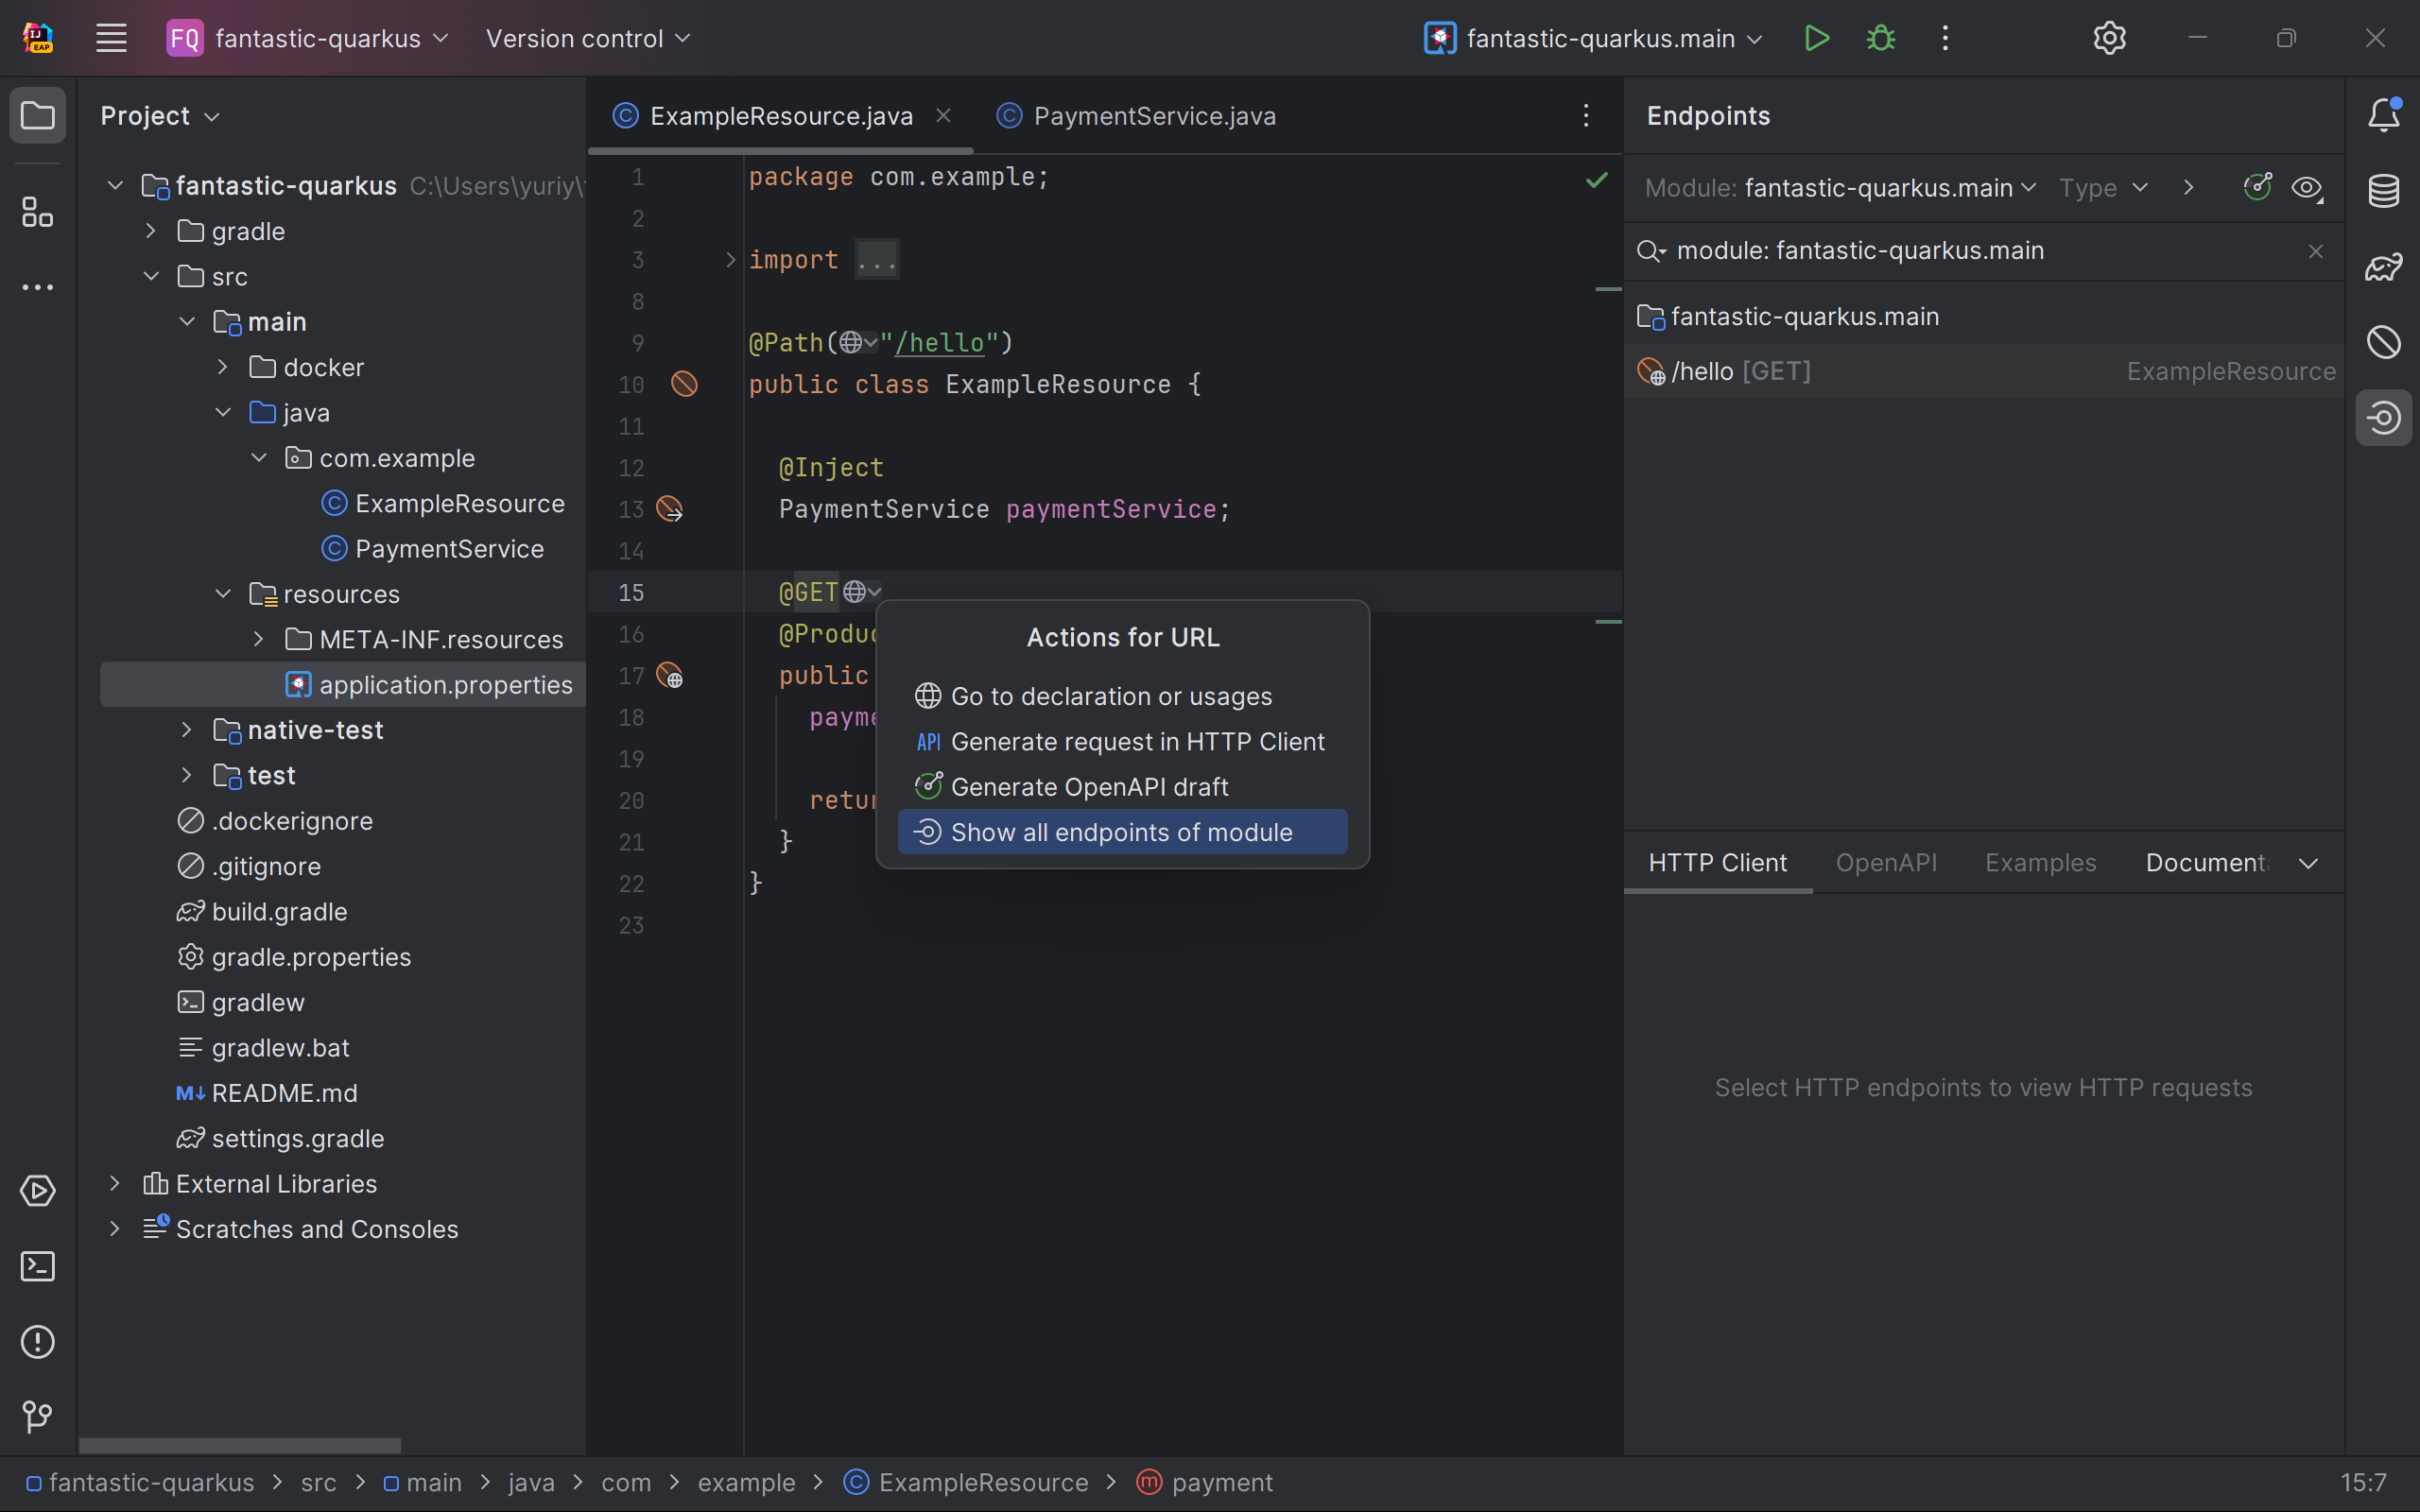 FQ fantastic-quarkus Version control fantastic-quarkus.main
Project
fantastic-quarkus C:\Users\yuriy\
gradle
src
main
docker
java
com.example
ExampleResource
PaymentService
resources
META-INF.resources
application.properties
native-test
test
.dockerignore
.gitignore
build.gradle
gradle.properties
gradlew
gradlew.bat
README.md
settings.gradle
External Libraries
Scratches and Consoles
ExampleResource.java PaymentService.java
1 package com.example;
2
3 import ...
8
9 @Path("/hello")
10 public class ExampleResource {
11
12 @Inject
13 PaymentService paymentService;
14
15 @GET
16 @Produc
17 public
18 payme
19
20 retur
21 }
22 }
23
Actions for URL
Go to declaration or usages
API Generate request in HTTP Client
Generate OpenAPI draft
Show all endpoints of module
Endpoints
Module: fantastic-quarkus.main Type
module: fantastic-quarkus.main
fantastic-quarkus.main
/hello [GET] ExampleResource
HTTP Client OpenAPI Examples Document
Select HTTP endpoints to view HTTP requests
fantastic-quarkus > src > main > java > com > example > ExampleResource > payment 15:7